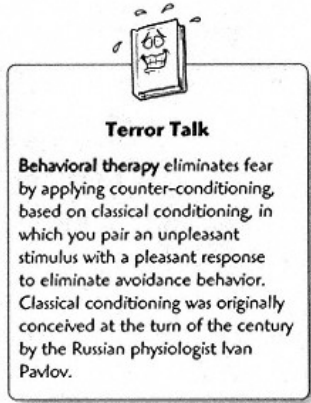 Terror Talk
Behavioral therapy eliminates fear
by applying counter-conditioning,
based on classical conditioning, in
which you pair an unpleasant
stimulus with a pleasant response
to eliminate avoidance behavior.
Classical conditioning was originally
conceived at the turn of the century
by the Russian physiologist Ivan
Pavlov.